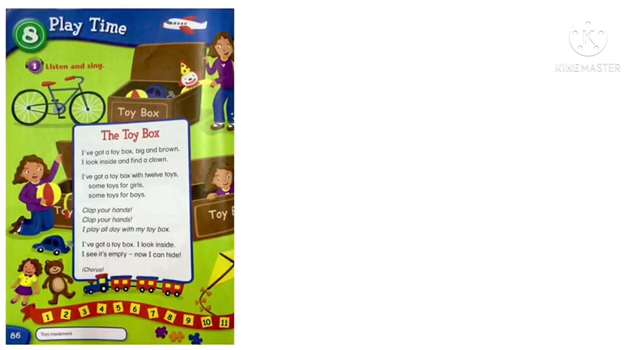 8 Play Time
1 Listen and sing.
Toy Box
The Toy Box
I've got a toy box, big and brown,
I look inside and find a clown.
I've got a toy box with twelve toys,
some toys for girls,
some toys for boys.
Clap your hands!
Clap your hands!
I play all day with my toy box.
I've got a toy box. I look inside.
I see it's empty – now I can hide!
(Chorus)
1 2 3 4 5 6 7 8 9 10 11
86
KINEMASTER